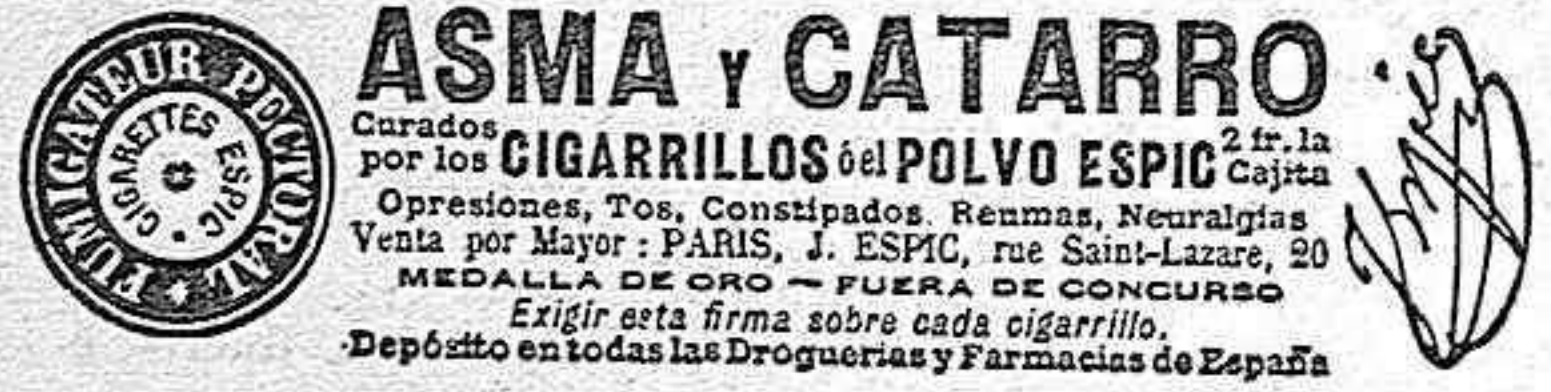 FUMIGATEUR PECTORAL
CIGARETTES ESPIC
ASMA Y CATARRO
Curados por los CIGARRILLOS ó el POLVO ESPIC 2 fr. la Cajita
Opresiones, Tos, Constipados. Reumas, Neuralgias
Venta por Mayor : PARIS, J. ESPIC, rue Saint-Lazare, 20
MEDALLA DE ORO — FUERA DE CONCURSO
Exigir esta firma sobre cada cigarrillo.
Depósito en todas las Droguerias y Farmacias de España
Espic